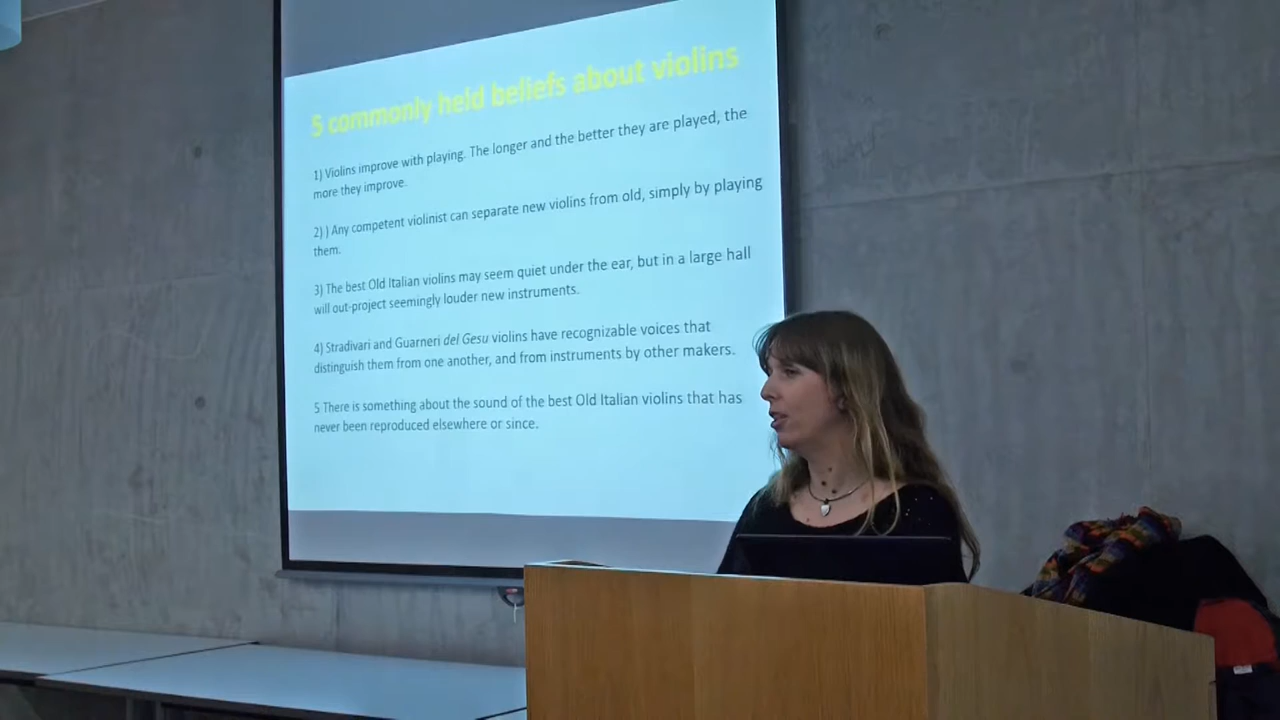 5 commonly held beliefs about violins
1) Violins improve with playing. The longer and the better they are played, the
more they improve.
2) ) Any competent violinist can separate new violins from old, simply by playing
them.
3) The best Old Italian violins may seem quiet under the ear, but in a large hall
will out-project seemingly louder new instruments.
4) Stradivari and Guarneri del Gesu violins have recognizable voices that
distinguish them from one another, and from instruments by other makers.
5 There is something about the sound of the best Old Italian violins that has
never been reproduced elsewhere or since.